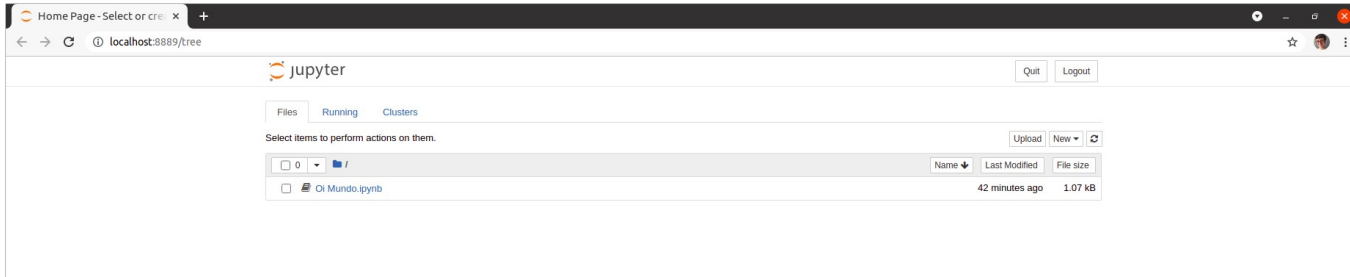 Home Page - Select or cre
localhost:8889/tree
jupyter
Quit Logout
Files Running Clusters
Select items to perform actions on them.
Upload New
0 / Name Last Modified File size
Oi Mundo.ipynb 42 minutes ago 1.07 kB